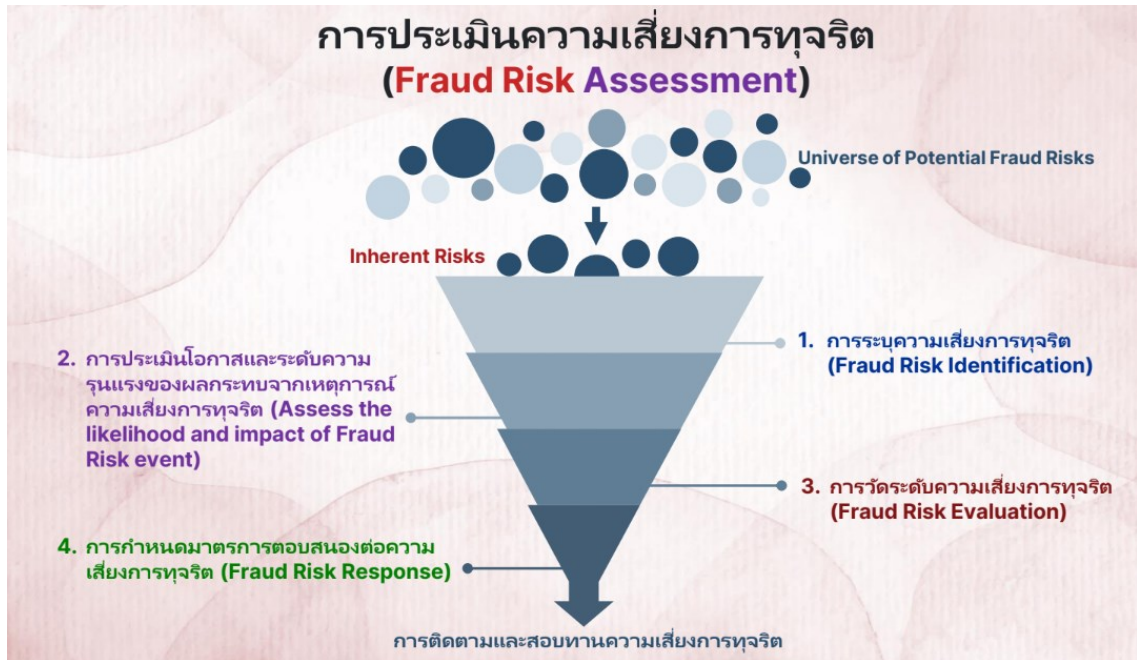 การประเมินความเสี่ยงการทุจริต
(Fraud Risk Assessment)
Universe of Potential Fraud Risks
Inherent Risks
1. การระบุความเสี่ยงการทุจริต
(Fraud Risk Identification)
2. การประเมินโอกาสและระดับความ
รุนแรงของผลกระทบจากเหตุการณ์
ความเสี่ยงการทุจริต (Assess the
likelihood and impact of Fraud
Risk event)
3. การวัดระดับความเสี่ยงการทุจริต
(Fraud Risk Evaluation)
4. การกำหนดมาตรการตอบสนองต่อความ
เสี่ยงการทุจริต (Fraud Risk Response)
การติดตามและสอบทานความเสี่ยงการทุจริต